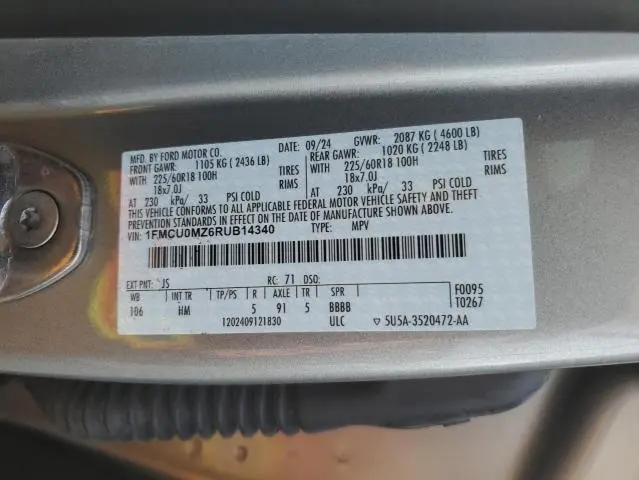 MFD. BY FORD MOTOR CO. 09/24 GVWR: 2087 KG ( 4600 LB)
FRONT GAWR: 1105 KG ( 2436 LB) REAR GAWR: 1020 KG ( 2248 LB)
WITH 225/60R18 100H TIRES WITH 225/60R18 100H TIRES
18x7.0J RIMS 18x7.0J RIMS
AT 230 kPa/ 33 PSI COLD AT 230 kPa/ 33 PSI COLD
THIS VEHICLE CONFORMS TO ALL APPLICABLE FEDERAL MOTOR VEHICLE SAFETY AND THEFT
PREVENTION STANDARDS IN EFFECT ON THE DATE OF MANUFACTURE SHOWN ABOVE.
VIN: 1FMCU0MZ6RUB14340 TYPE: MPV
EXT PNT: JS RC: 71 DSO: F0095
WB INT TR TP/PS R AXLE TR SPR T0267
106 HM 5 91 5 BBBB
1202409121830 ULC 5U5A-3520472-AA